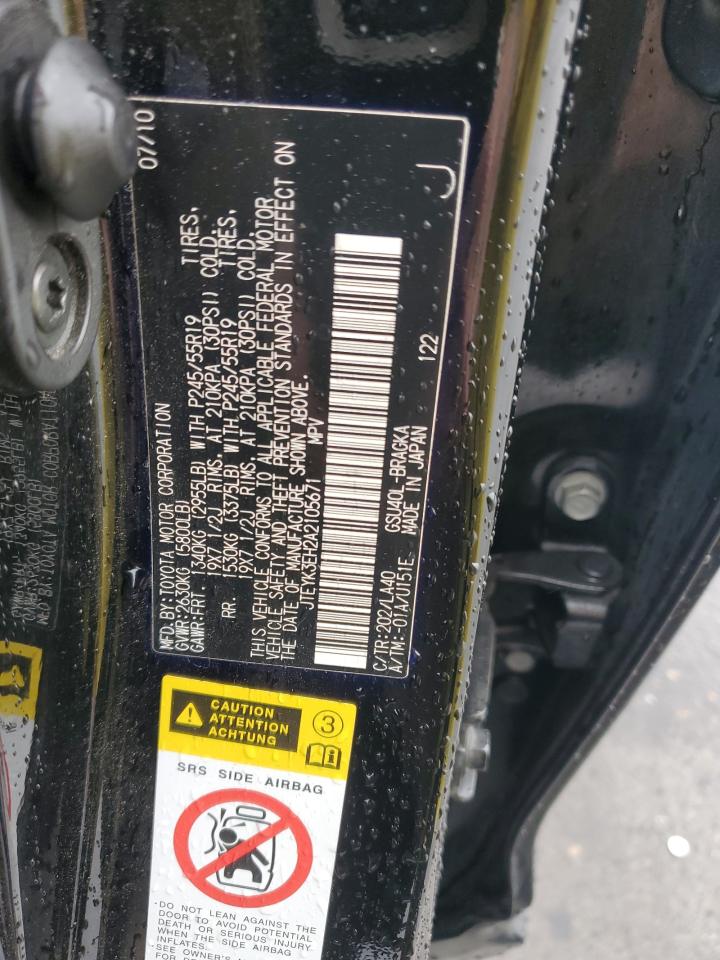 MFD.BY:TOYOTA MOTOR CORPORATION 07/10
GVWR:2630KG (5800LB)
GAWR:FRT. 1340KG (2955LB) WITH P245/55R19 TIRES,
19X7 1/2J RIMS, AT 210KPA (30PSI) COLD.
RR. 1530KG (3375LB) WITH P245/55R19 TIRES,
19X7 1/2J RIMS, AT 210KPA (30PSI) COLD.
THIS VEHICLE CONFORMS TO ALL APPLICABLE FEDERAL MOTOR
VEHICLE SAFETY AND THEFT PREVENTION STANDARDS IN EFFECT ON
THE DATE OF MANUFACTURE SHOWN ABOVE.
JTEYK3EH2A2105671 MPV
C/TR:202/LA40 GSU40L-BRAGKA 122
A/TM:-01A/U151E MADE IN JAPAN
J
CAUTION
ATTENTION
ACHTUNG
3
SRS SIDE AIRBAG
DO NOT LEAN AGAINST THE
DOOR TO AVOID POTENTIAL
DEATH OR SERIOUS INJURY
WHEN THE SIDE AIRBAG
INFLATES.
SEE OWNER'S